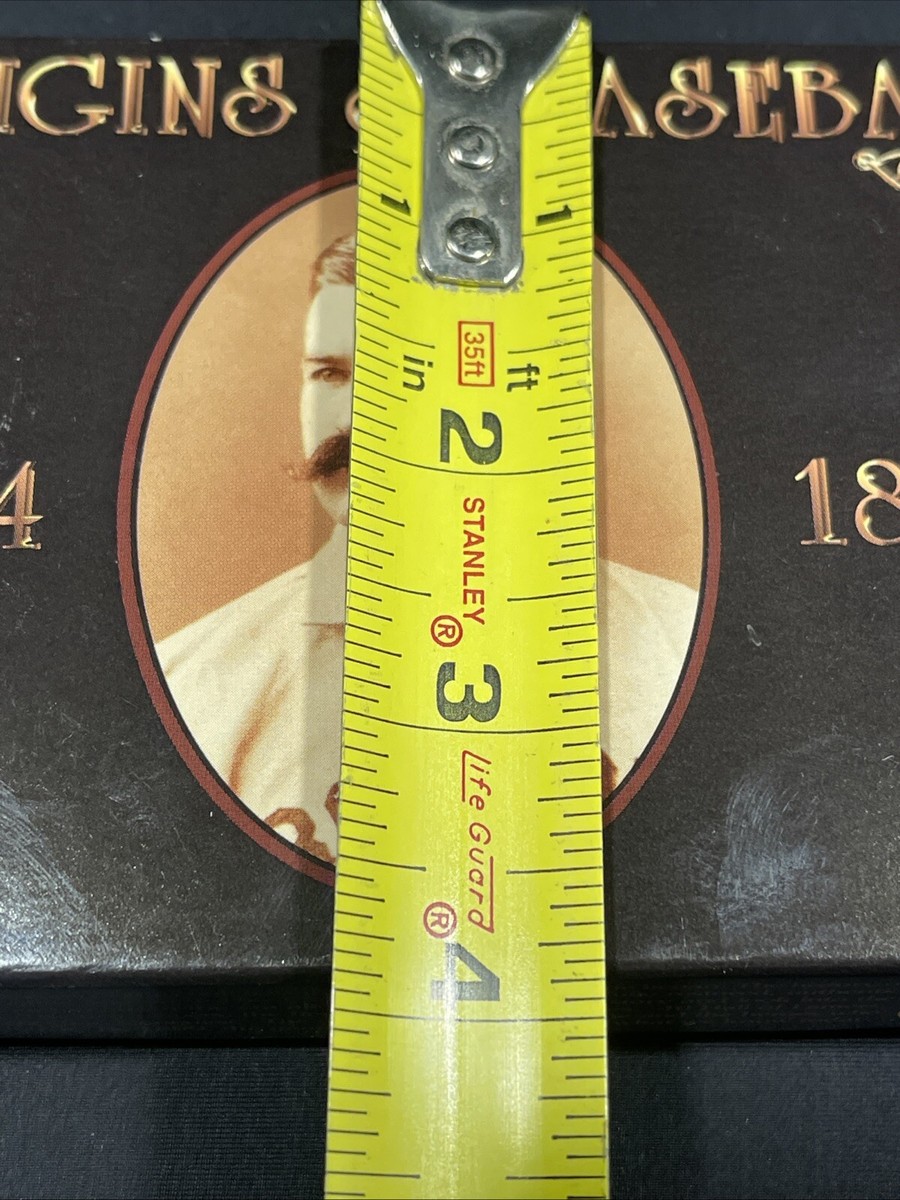 IGINS ASEBA
1 1
35ft
in ft
2
STANLEY®
3
life Guard®
4
4 18